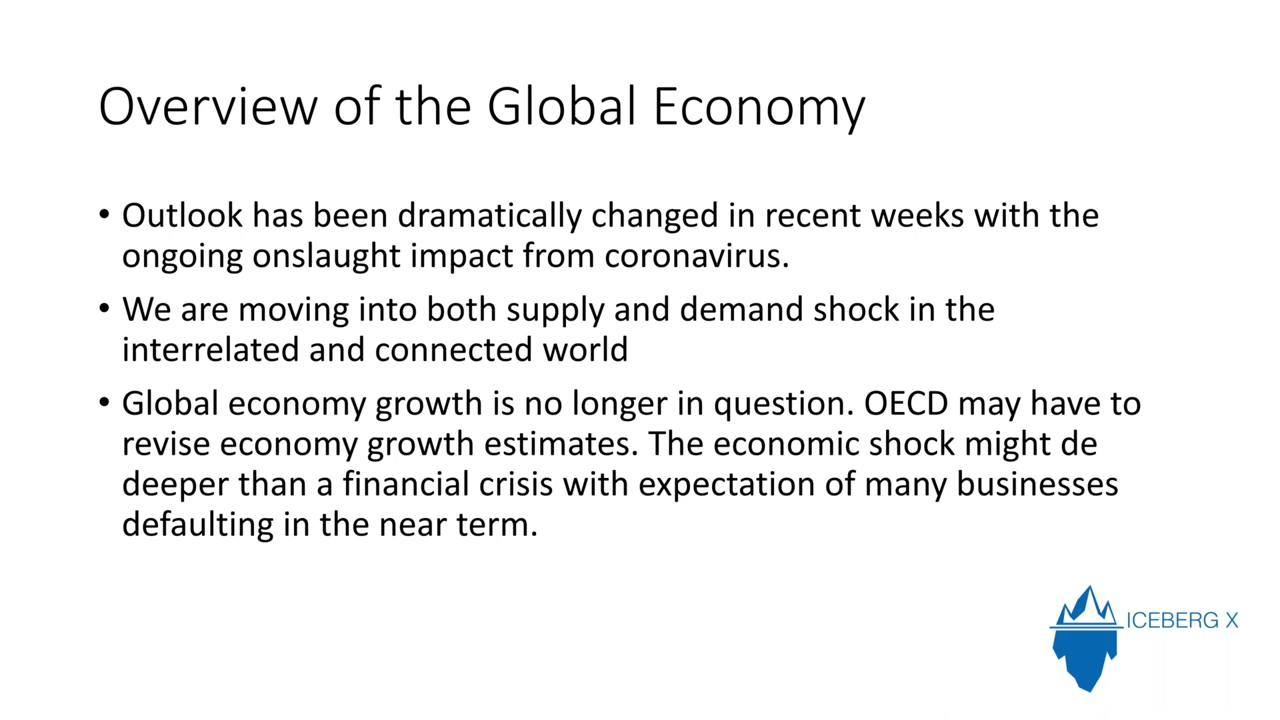 Overview of the Global Economy
• Outlook has been dramatically changed in recent weeks with the
ongoing onslaught impact from coronavirus.
• We are moving into both supply and demand shock in the
interrelated and connected world
• Global economy growth is no longer in question. OECD may have to
revise economy growth estimates. The economic shock might de
deeper than a financial crisis with expectation of many businesses
defaulting in the near term.
ICEBERG X